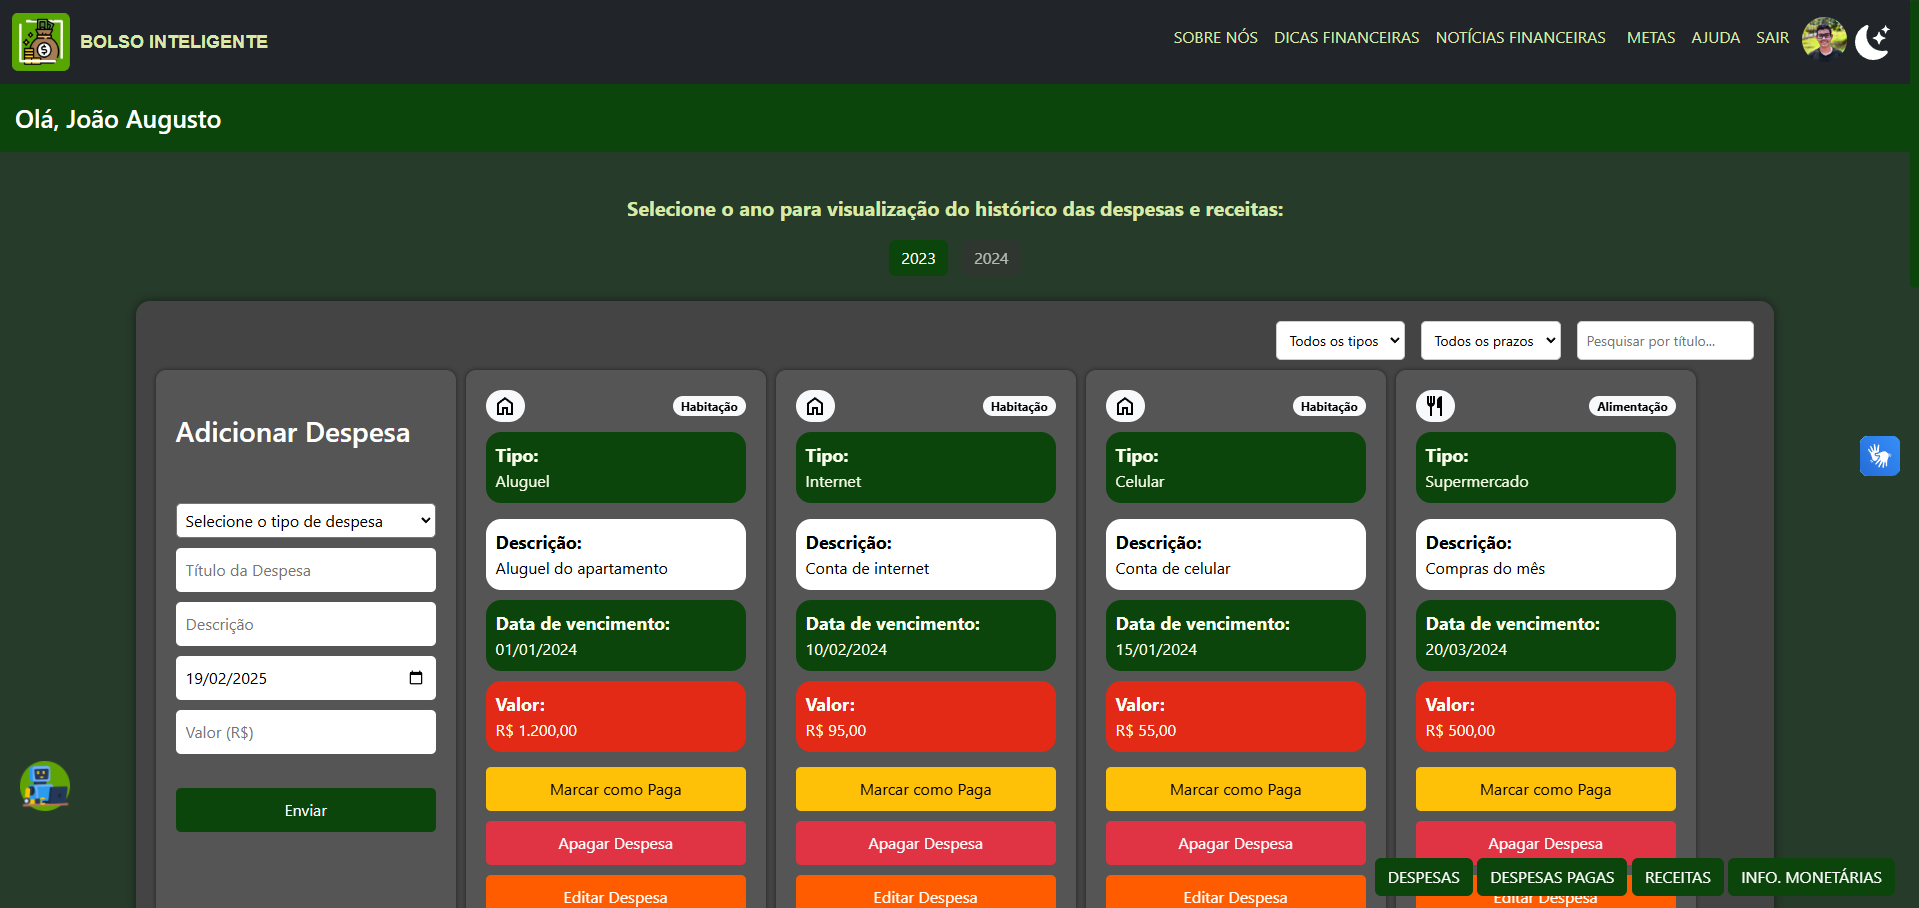 BOLSO INTELIGENTE
SOBRE NÓS DICAS FINANCEIRAS NOTÍCIAS FINANCEIRAS METAS AJUDA SAIR
Olá, João Augusto
Selecione o ano para visualização do histórico das despesas e receitas:
2023 2024
Todos os tipos Todos os prazos Pesquisar por título...
Adicionar Despesa
Selecione o tipo de despesa
Título da Despesa
Descrição
19/02/2025
Valor (R$)
Enviar
Habitação
Tipo:
Aluguel
Descrição:
Aluguel do apartamento
Data de vencimento:
01/01/2024
Valor:
R$ 1.200,00
Marcar como Paga
Apagar Despesa
Editar Despesa
Habitação
Tipo:
Internet
Descrição:
Conta de internet
Data de vencimento:
10/02/2024
Valor:
R$ 95,00
Marcar como Paga
Apagar Despesa
Editar Despesa
Habitação
Tipo:
Celular
Descrição:
Conta de celular
Data de vencimento:
15/01/2024
Valor:
R$ 55,00
Marcar como Paga
Apagar Despesa
Editar Despesa
Alimentação
Tipo:
Supermercado
Descrição:
Compras do mês
Data de vencimento:
20/03/2024
Valor:
R$ 500,00
Marcar como Paga
Apagar Despesa
Editar Despesa
DESPESAS DESPESAS PAGAS RECEITAS INFO. MONETÁRIAS